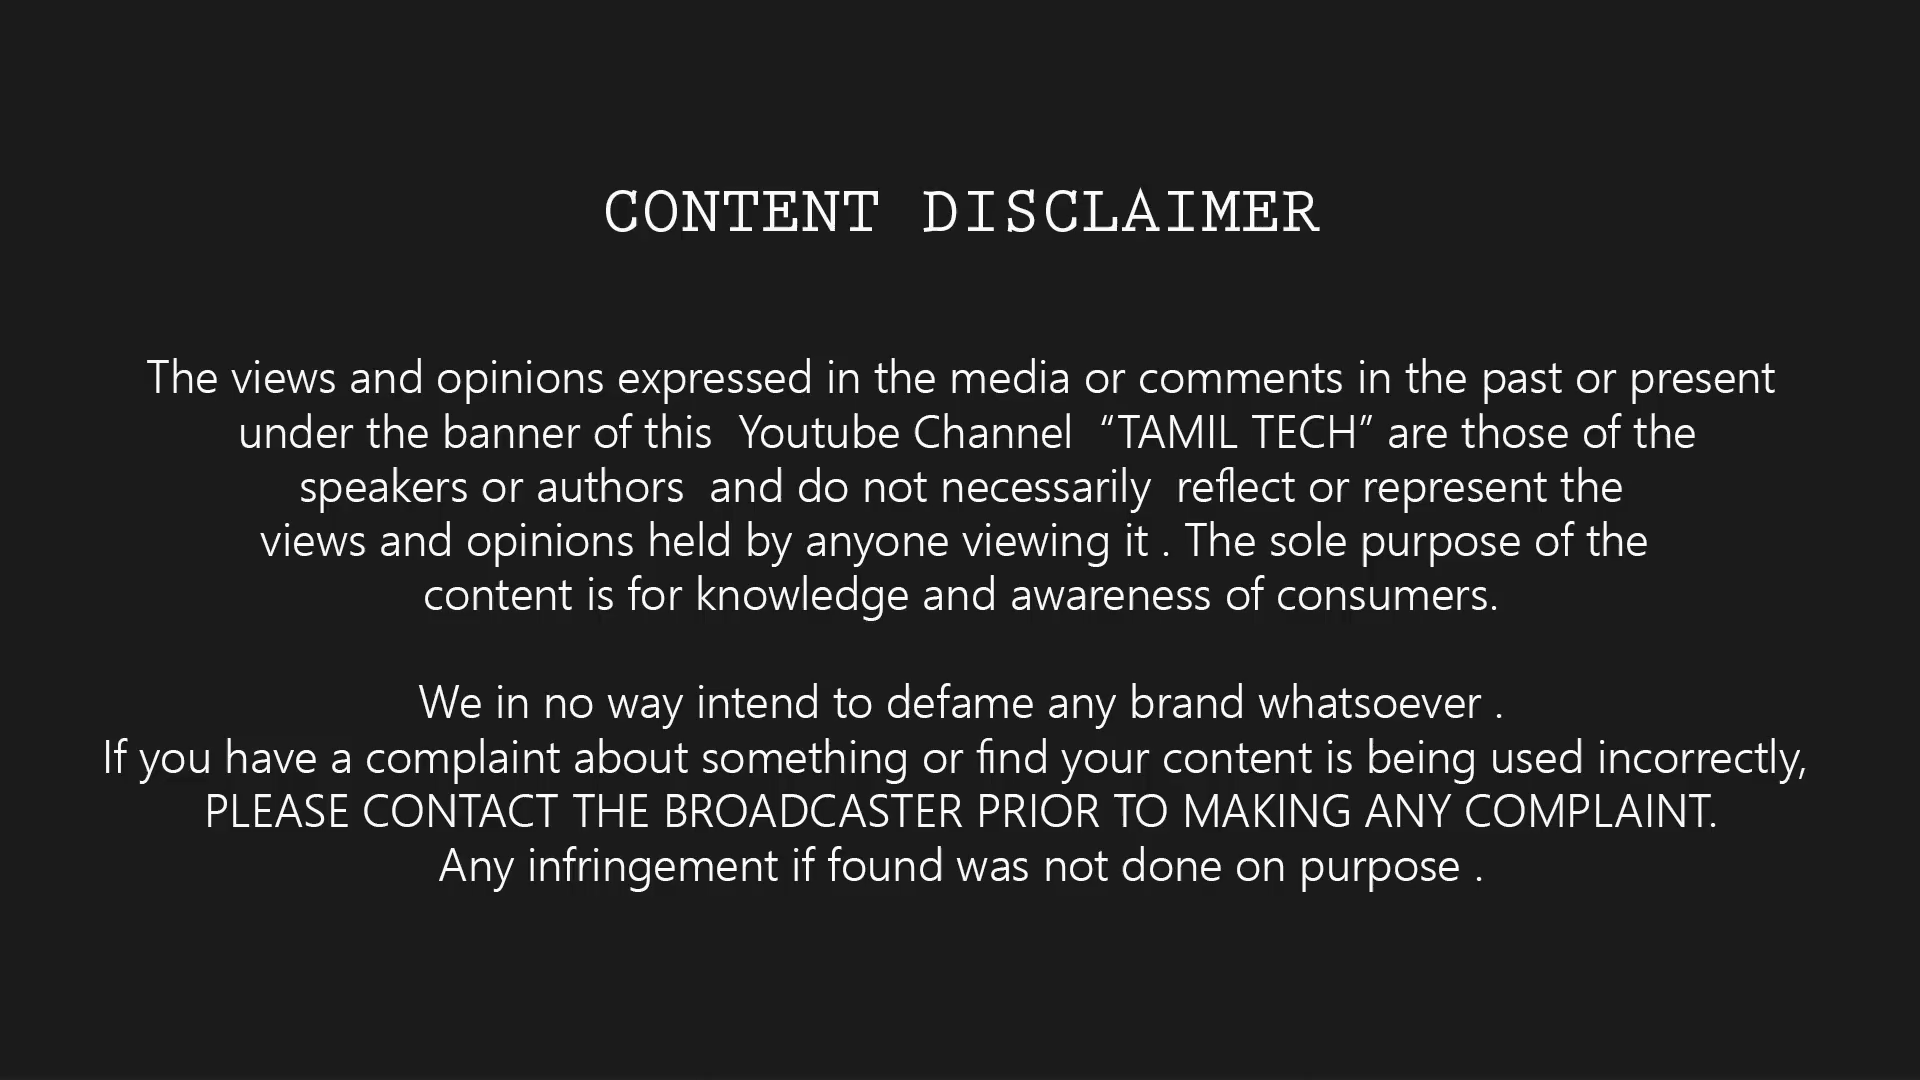 CONTENT DISCLAIMER
The views and opinions expressed in the media or comments in the past or present
under the banner of this  Youtube Channel  “TAMIL TECH” are those of the
speakers or authors  and do not necessarily  reflect or represent the
views and opinions held by anyone viewing it . The sole purpose of the
content is for knowledge and awareness of consumers.
We in no way intend to defame any brand whatsoever .
If you have a complaint about something or find your content is being used incorrectly,
PLEASE CONTACT THE BROADCASTER PRIOR TO MAKING ANY COMPLAINT.
Any infringement if found was not done on purpose .